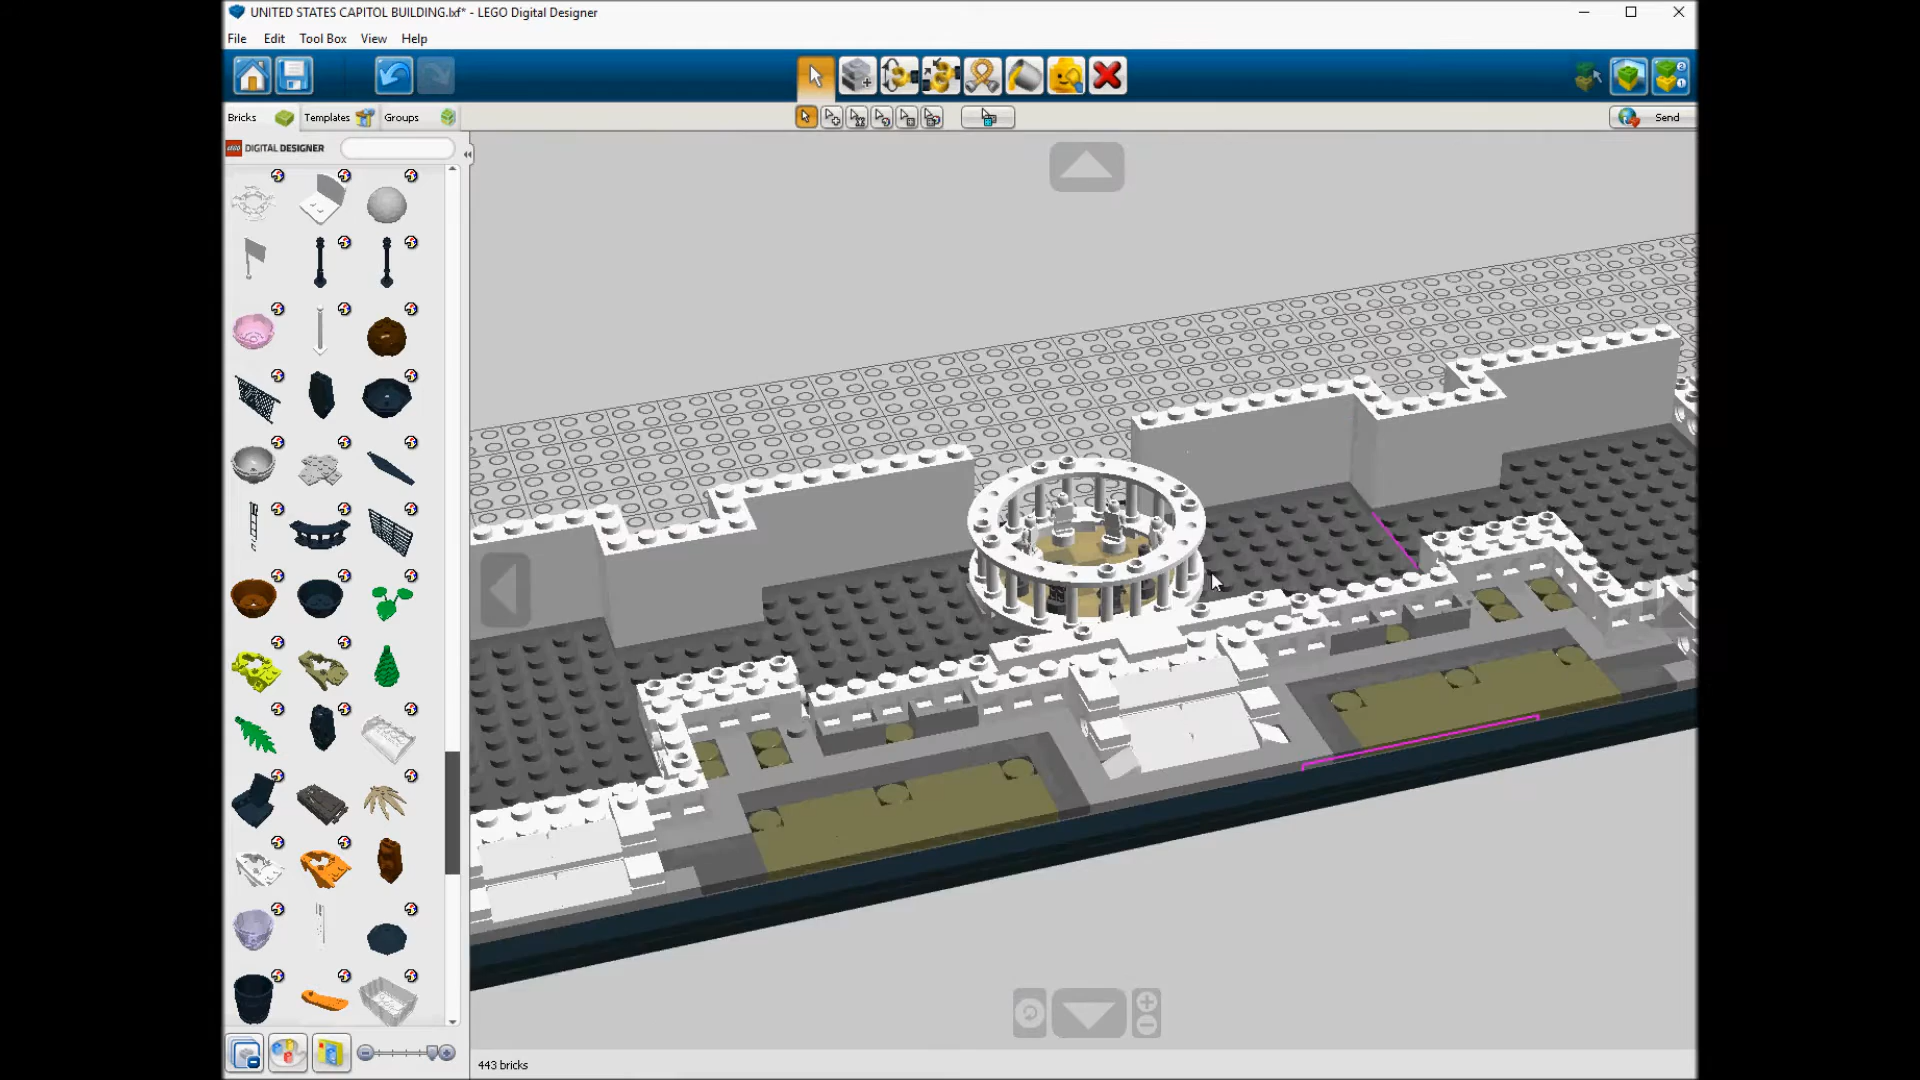 UNITED STATES CAPITOL BUILDING.lxf* - LEGO Digital Designer
File Edit Tool Box View Help
Bricks Templates Groups
Send
LEGO DIGITAL DESIGNER
443 bricks